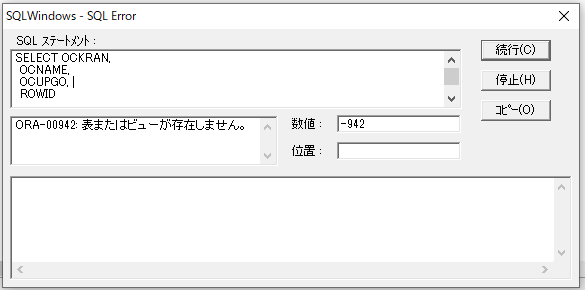 SQLWindows - SQL Error
SQL ステートメント：
SELECT OCKRAN,
OCNAME,
OCUPGO,
ROWID
続行(C)
停止(H)
コピー(O)
ORA-00942: 表またはビューが存在しません。
数値： -942
位置：